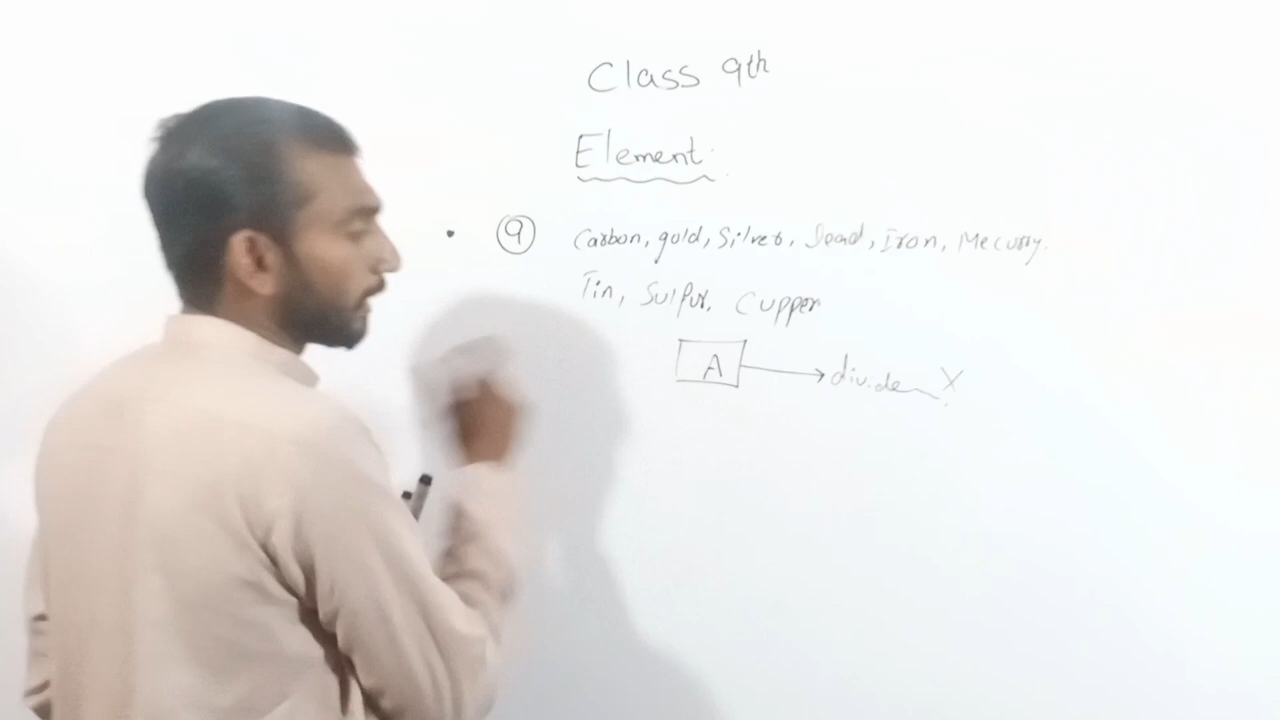 Class 9th
Element
9 Carbon, gold, Silver, Lead, Iron, Mecury.
Tin, Sulfur, Cupper
A divide X